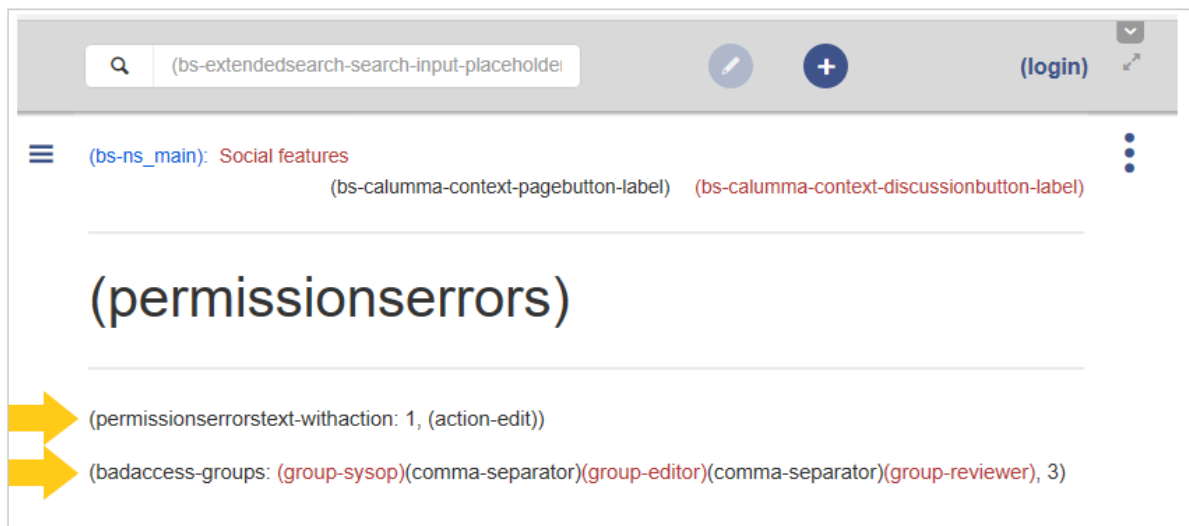 (bs-extendedsearch-search-input-placeholder
(login)
(bs-ns_main): Social features
(bs-calumma-context-pagebutton-label) (bs-calumma-context-discussionbutton-label)
(permissionserrors)
(permissionserrorstext-withaction: 1, (action-edit))
(badaccess-groups: (group-sysop)(comma-separator)(group-editor)(comma-separator)(group-reviewer), 3)